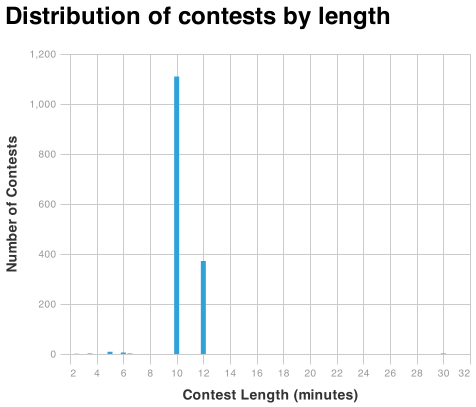 Distribution of contests by length
Number of Contests
1,200
1,000
800
600
400
200
0
2 4 6 8 10 12 14 16 18 20 22 24 26 28 30 32
Contest Length (minutes)